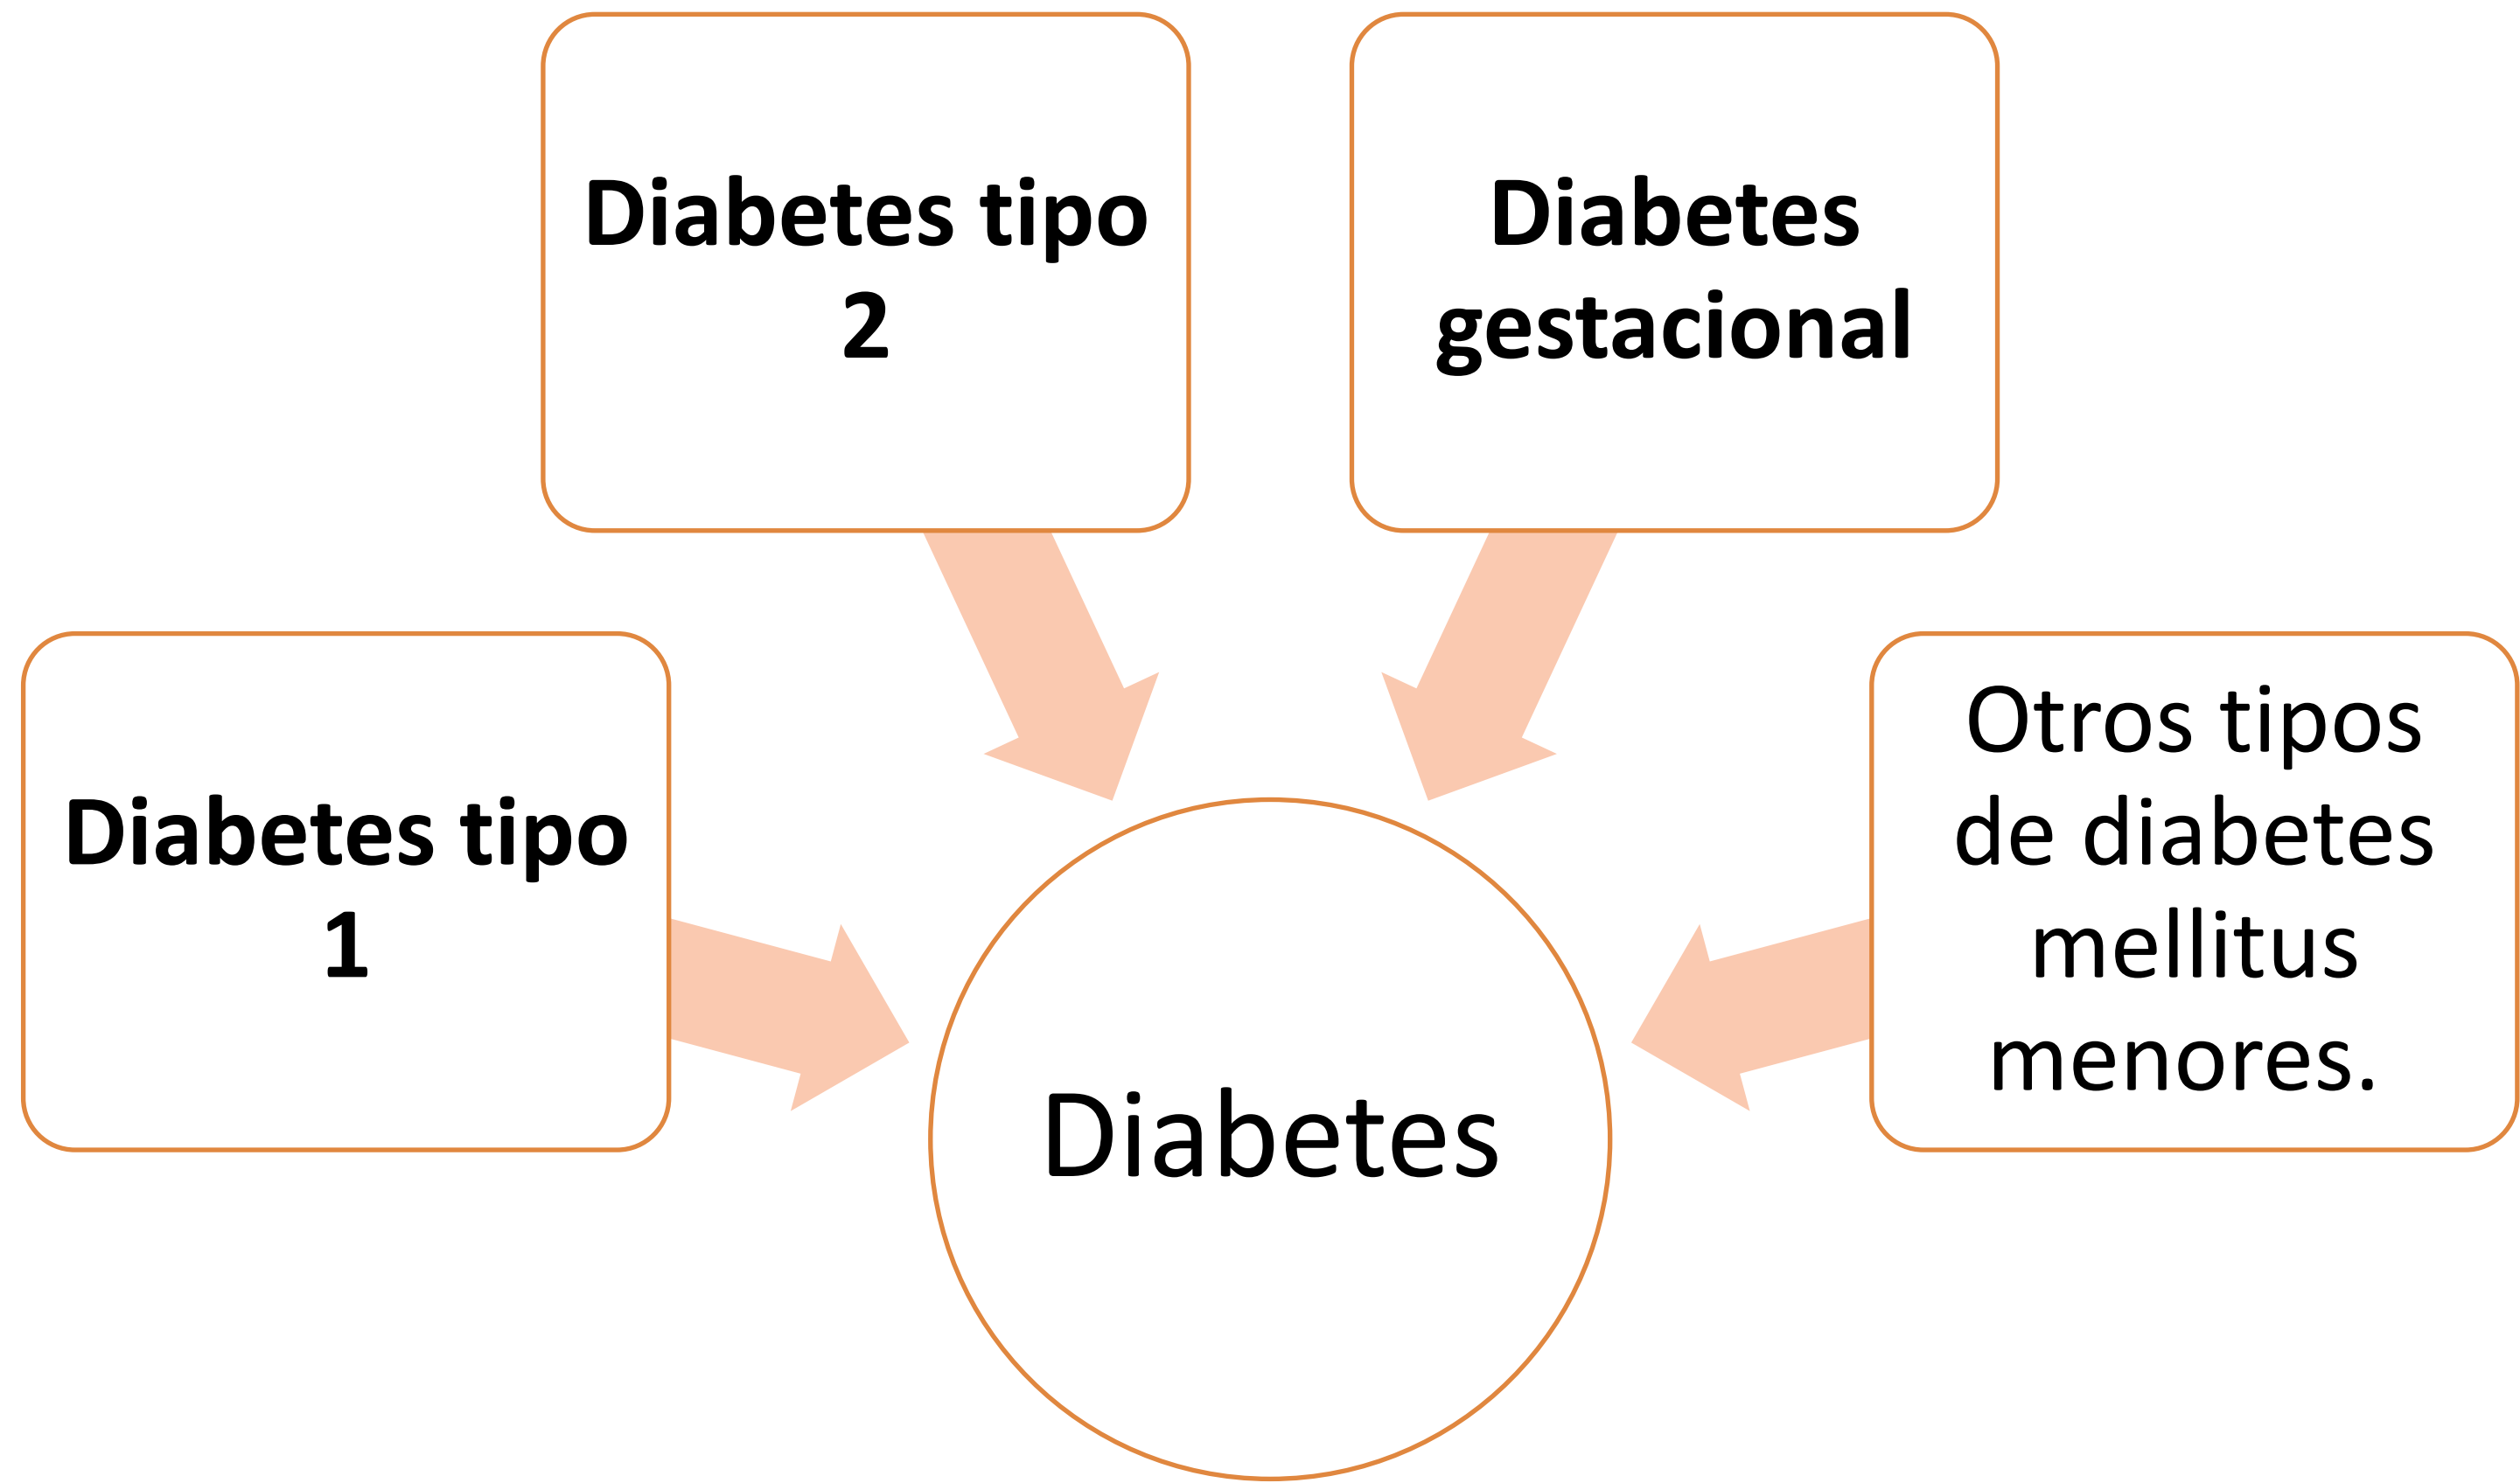 Diabetes tipo
2
Diabetes
gestacional
Diabetes tipo
1
Otros tipos
de diabetes
mellitus
menores.
Diabetes